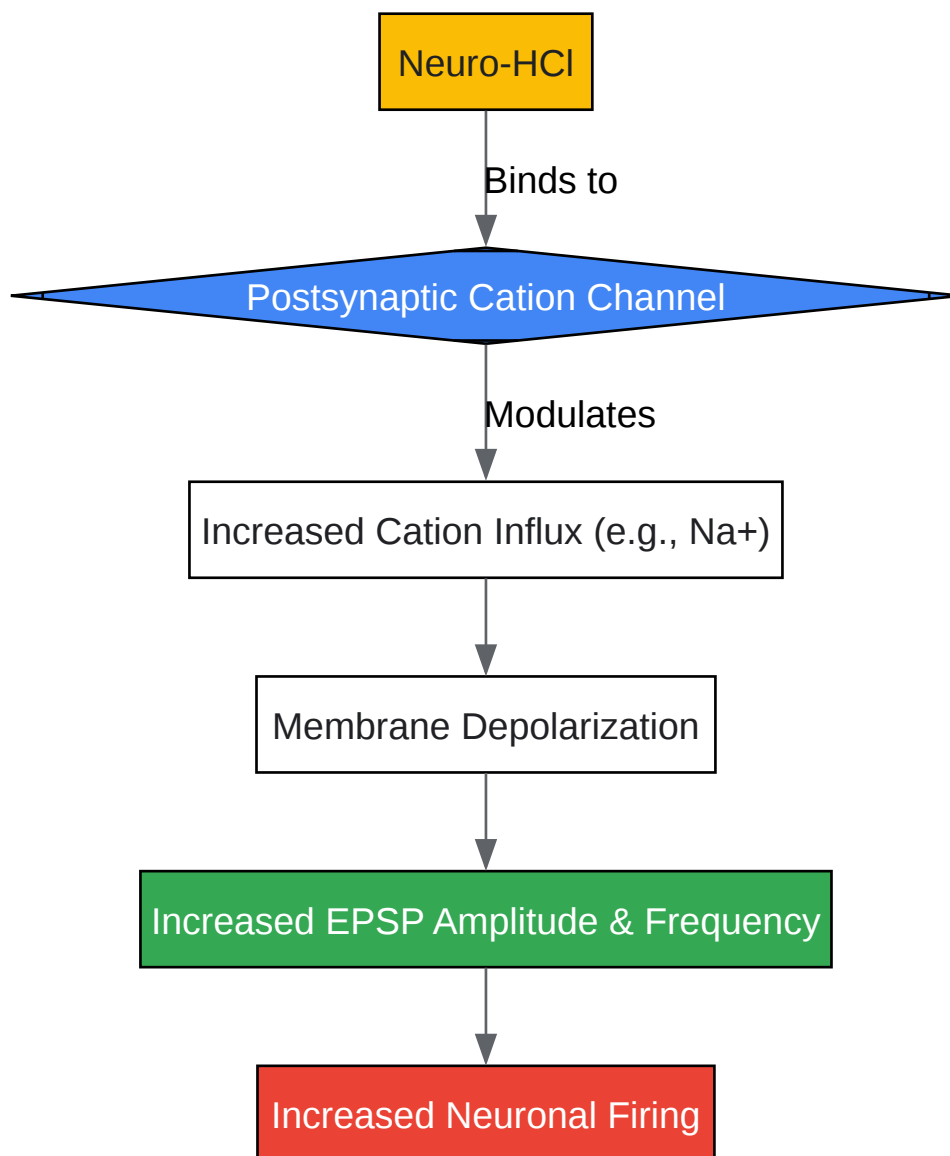 Neuro-HCl
Binds to
Postsynaptic Cation Channel
Modulates
Increased Cation Influx (e.g., Na+)
Membrane Depolarization
Increased EPSP Amplitude & Frequency
Increased Neuronal Firing